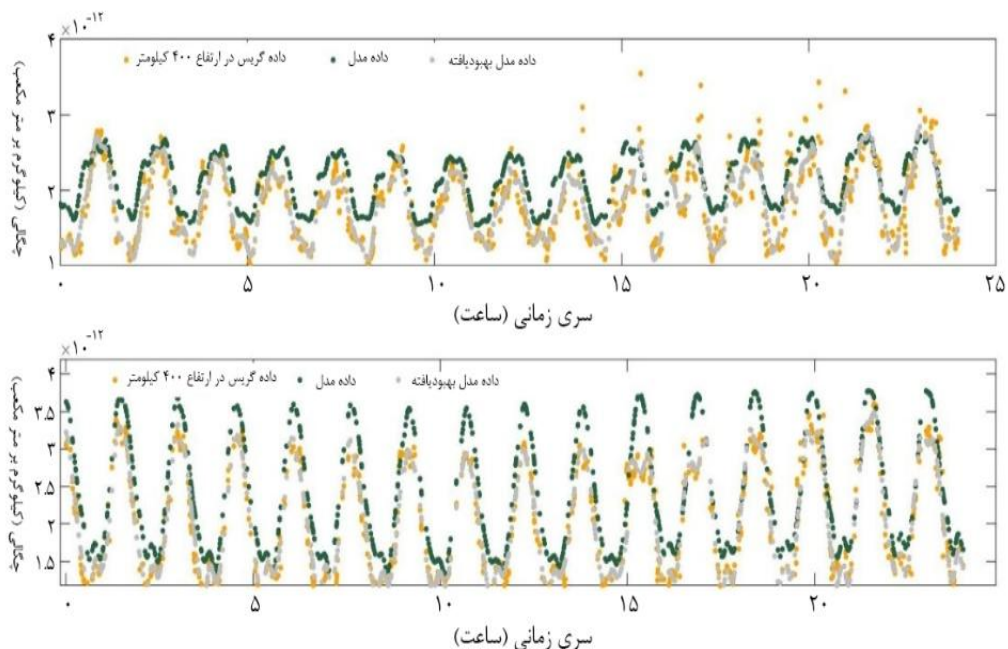 ×۱۰⁻¹²
۴
داده گریس در ارتفاع ۴۰۰ کیلومتر داده مدل داده مدل بهبودیافته
۳
۲
۱
چگالی (کیلوگرم بر متر مکعب)
۰ ۵ ۱۰ ۱۵ ۲۰ ۲۵
سری زمانی (ساعت)
×۱۰⁻¹²
۴
داده گریس در ارتفاع ۴۰۰ کیلومتر داده مدل داده مدل بهبودیافته
۳.۵
۳
۲.۵
۲
۱.۵
چگالی (کیلوگرم بر متر مکعب)
۰ ۵ ۱۰ ۱۵ ۲۰
سری زمانی (ساعت)